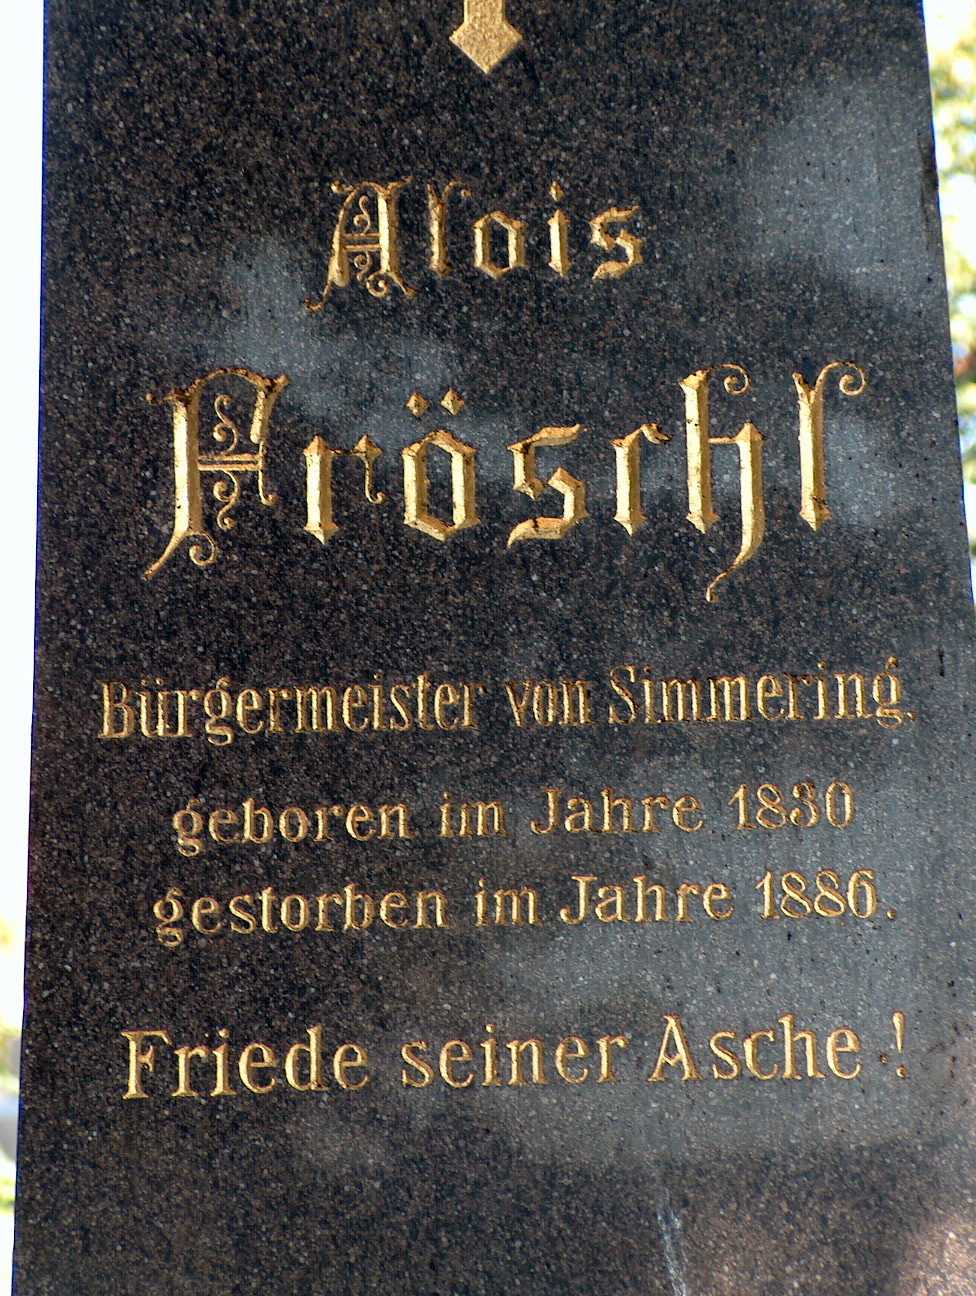 Alois
Fröschl
Bürgermeister von Simmering.
geboren im Jahre 1830
gestorben im Jahre 1886.
Friede seiner Asche!